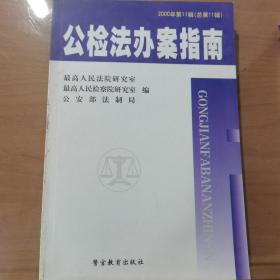 2000年第11辑(总第11辑)
公检法办案指南
最高人民法院研究室
最高人民检察院研究室 编
公安部法制局
GONGJIANFABANANZHINAN
警官教育出版社